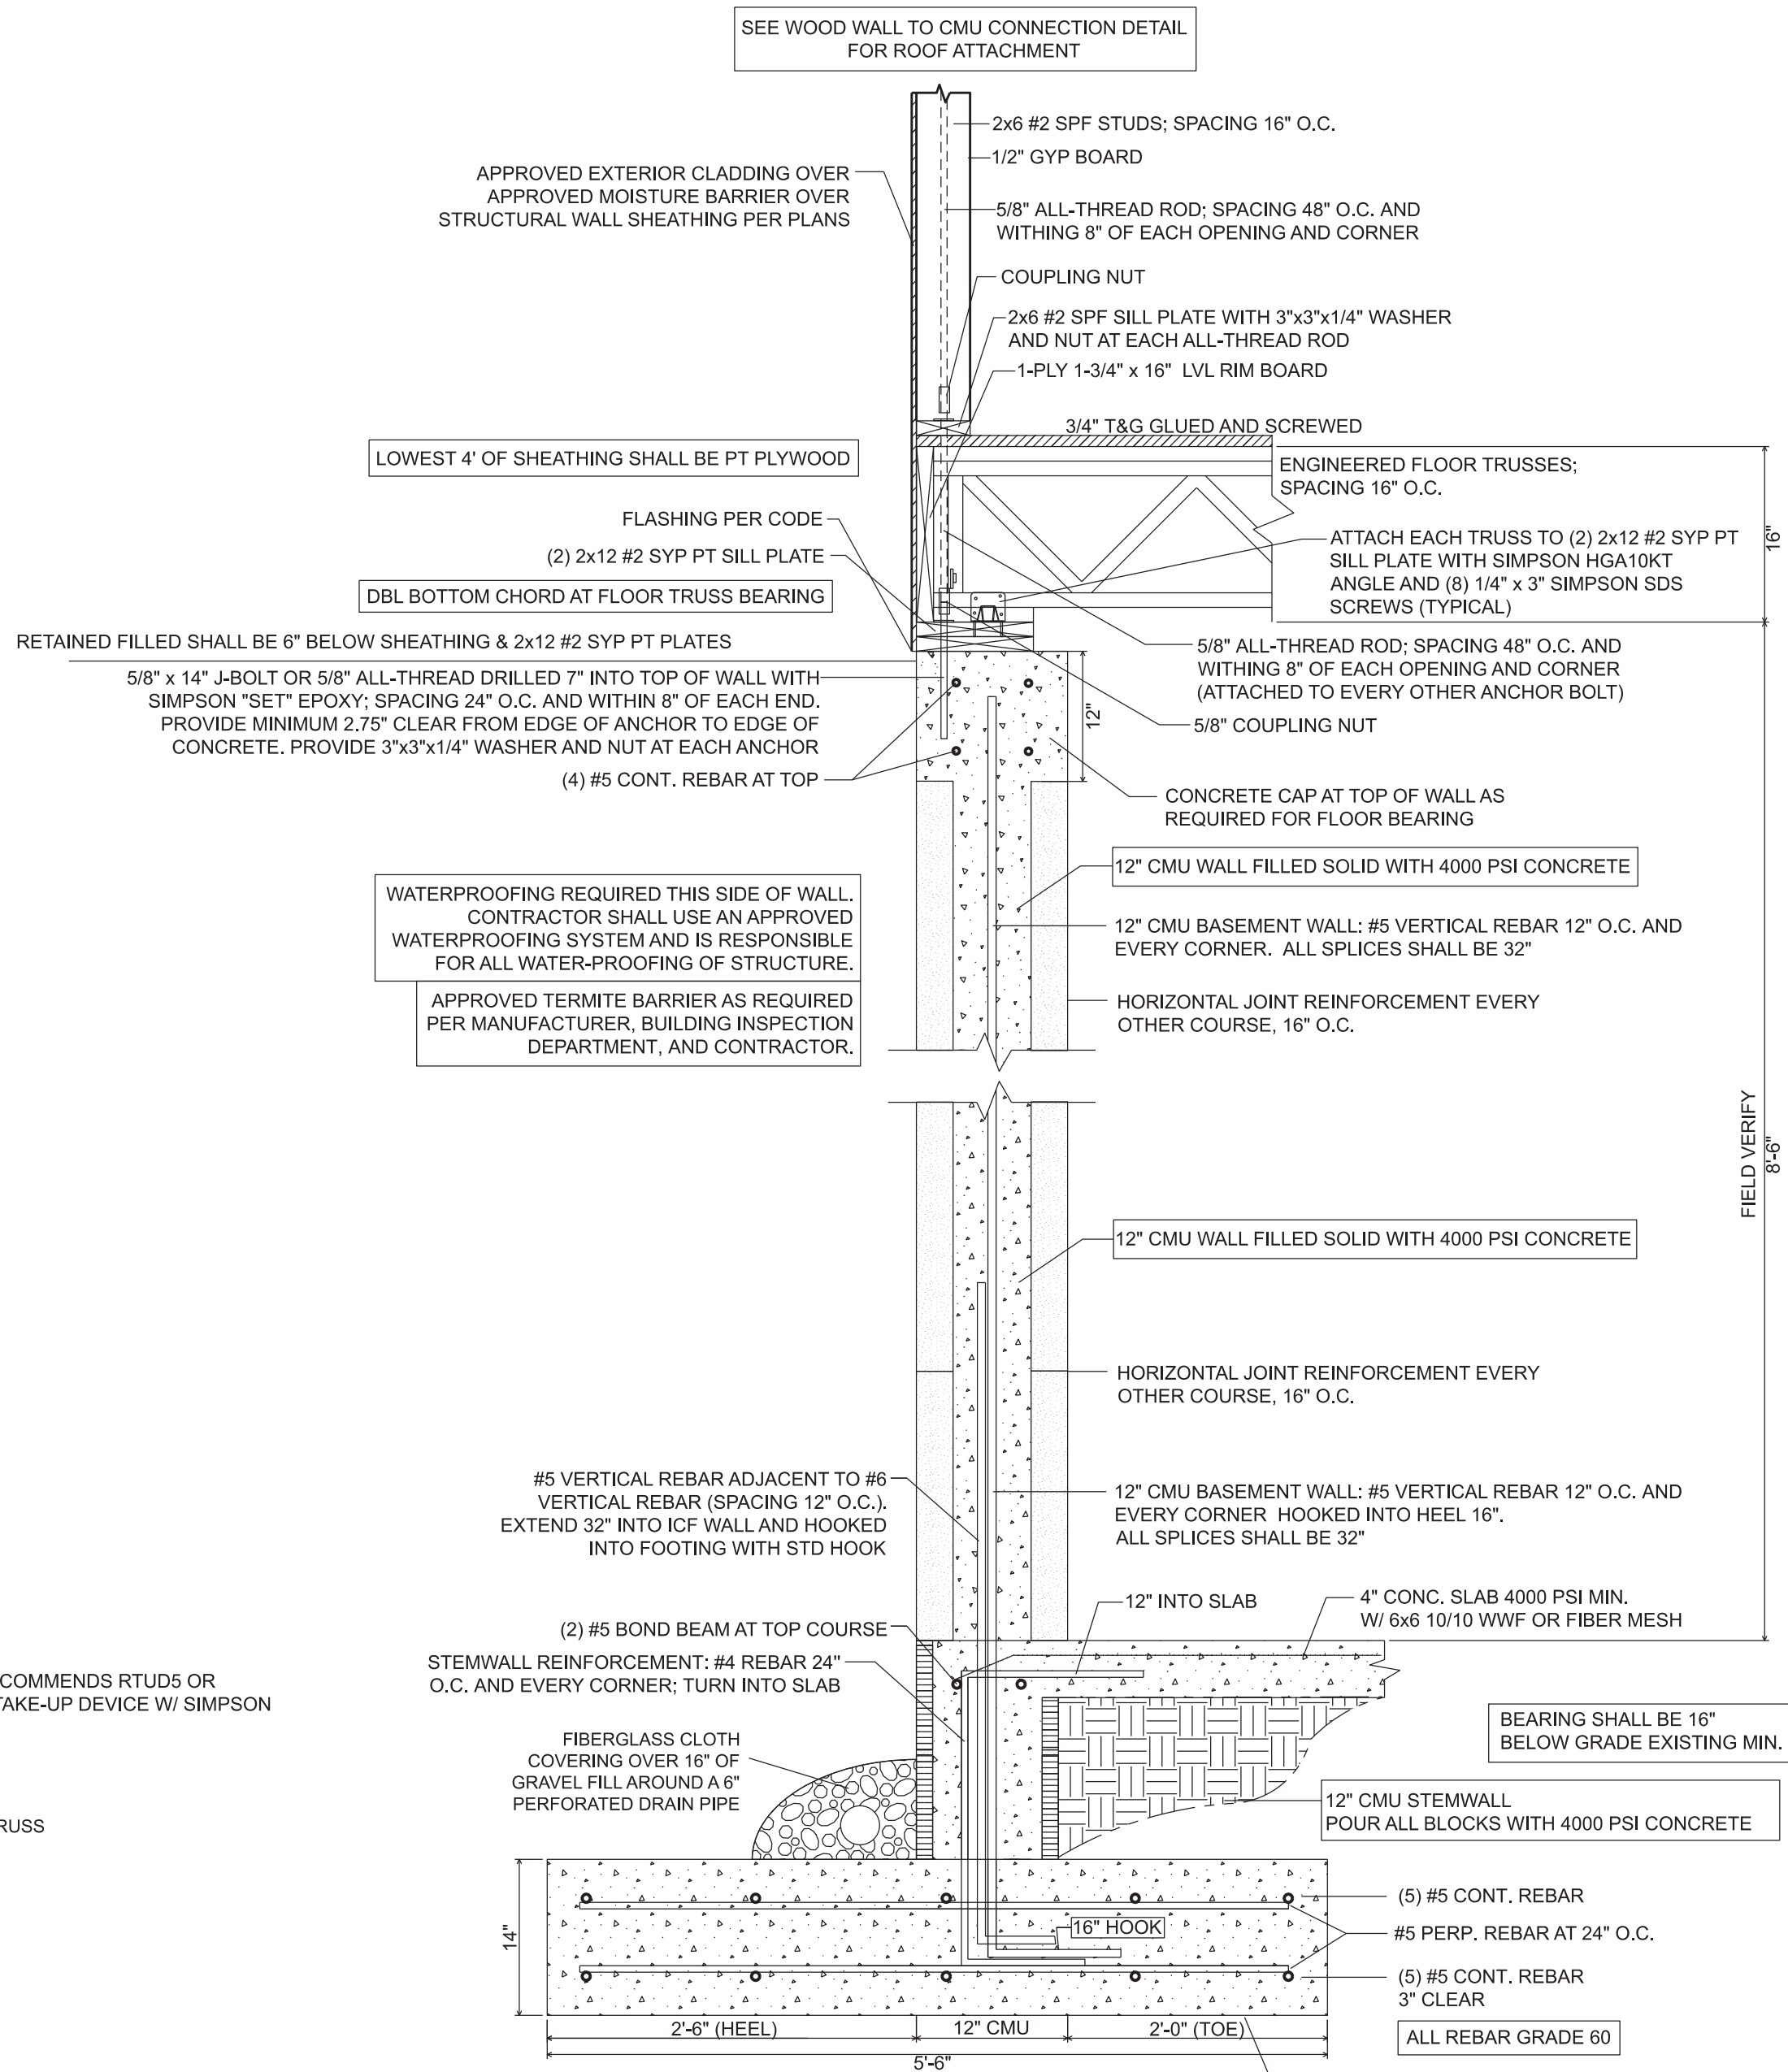 SEE WOOD WALL TO CMU CONNECTION DETAIL
FOR ROOF ATTACHMENT
2x6 #2 SPF STUDS; SPACING 16" O.C.
1/2" GYP BOARD
APPROVED EXTERIOR CLADDING OVER
APPROVED MOISTURE BARRIER OVER
STRUCTURAL WALL SHEATHING PER PLANS
5/8" ALL-THREAD ROD; SPACING 48" O.C. AND
WITHING 8" OF EACH OPENING AND CORNER
COUPLING NUT
2x6 #2 SPF SILL PLATE WITH 3"x3"x1/4" WASHER
AND NUT AT EACH ALL-THREAD ROD
1-PLY 1-3/4" x 16" LVL RIM BOARD
3/4" T&G GLUED AND SCREWED
LOWEST 4' OF SHEATHING SHALL BE PT PLYWOOD
ENGINEERED FLOOR TRUSSES;
SPACING 16" O.C.
16"
FLASHING PER CODE
(2) 2x12 #2 SYP PT SILL PLATE
DBL BOTTOM CHORD AT FLOOR TRUSS BEARING
ATTACH EACH TRUSS TO (2) 2x12 #2 SYP PT
SILL PLATE WITH SIMPSON HGA10KT
ANGLE AND (8) 1/4" x 3" SIMPSON SDS
SCREWS (TYPICAL)
RETAINED FILLED SHALL BE 6" BELOW SHEATHING & 2x12 #2 SYP PT PLATES
5/8" x 14" J-BOLT OR 5/8" ALL-THREAD DRILLED 7" INTO TOP OF WALL WITH
SIMPSON "SET" EPOXY; SPACING 24" O.C. AND WITHIN 8" OF EACH END.
PROVIDE MINIMUM 2.75" CLEAR FROM EDGE OF ANCHOR TO EDGE OF
CONCRETE. PROVIDE 3"x3"x1/4" WASHER AND NUT AT EACH ANCHOR
(4) #5 CONT. REBAR AT TOP
5/8" ALL-THREAD ROD; SPACING 48" O.C. AND
WITHING 8" OF EACH OPENING AND CORNER
(ATTACHED TO EVERY OTHER ANCHOR BOLT)
12"
5/8" COUPLING NUT
CONCRETE CAP AT TOP OF WALL AS
REQUIRED FOR FLOOR BEARING
12" CMU WALL FILLED SOLID WITH 4000 PSI CONCRETE
WATERPROOFING REQUIRED THIS SIDE OF WALL.
CONTRACTOR SHALL USE AN APPROVED
WATERPROOFING SYSTEM AND IS RESPONSIBLE
FOR ALL WATER-PROOFING OF STRUCTURE.
12" CMU BASEMENT WALL: #5 VERTICAL REBAR 12" O.C. AND
EVERY CORNER. ALL SPLICES SHALL BE 32"
APPROVED TERMITE BARRIER AS REQUIRED
PER MANUFACTURER, BUILDING INSPECTION
DEPARTMENT, AND CONTRACTOR.
HORIZONTAL JOINT REINFORCEMENT EVERY
OTHER COURSE, 16" O.C.
FIELD VERIFY
8'-6"
12" CMU WALL FILLED SOLID WITH 4000 PSI CONCRETE
HORIZONTAL JOINT REINFORCEMENT EVERY
OTHER COURSE, 16" O.C.
#5 VERTICAL REBAR ADJACENT TO #6
VERTICAL REBAR (SPACING 12" O.C.).
EXTEND 32" INTO ICF WALL AND HOOKED
INTO FOOTING WITH STD HOOK
12" CMU BASEMENT WALL: #5 VERTICAL REBAR 12" O.C. AND
EVERY CORNER HOOKED INTO HEEL 16".
ALL SPLICES SHALL BE 32"
12" INTO SLAB
4" CONC. SLAB 4000 PSI MIN.
W/ 6x6 10/10 WWF OR FIBER MESH
(2) #5 BOND BEAM AT TOP COURSE
STEMWALL REINFORCEMENT: #4 REBAR 24"
O.C. AND EVERY CORNER; TURN INTO SLAB
COMMENDS RTUD5 OR
TAKE-UP DEVICE W/ SIMPSON
FIBERGLASS CLOTH
COVERING OVER 16" OF
GRAVEL FILL AROUND A 6"
PERFORATED DRAIN PIPE
BEARING SHALL BE 16"
BELOW GRADE EXISTING MIN.
12" CMU STEMWALL
POUR ALL BLOCKS WITH 4000 PSI CONCRETE
RUSS
14"
(5) #5 CONT. REBAR
16" HOOK
#5 PERP. REBAR AT 24" O.C.
(5) #5 CONT. REBAR
3" CLEAR
2'-6" (HEEL)
12" CMU
2'-0" (TOE)
ALL REBAR GRADE 60
5'-6"